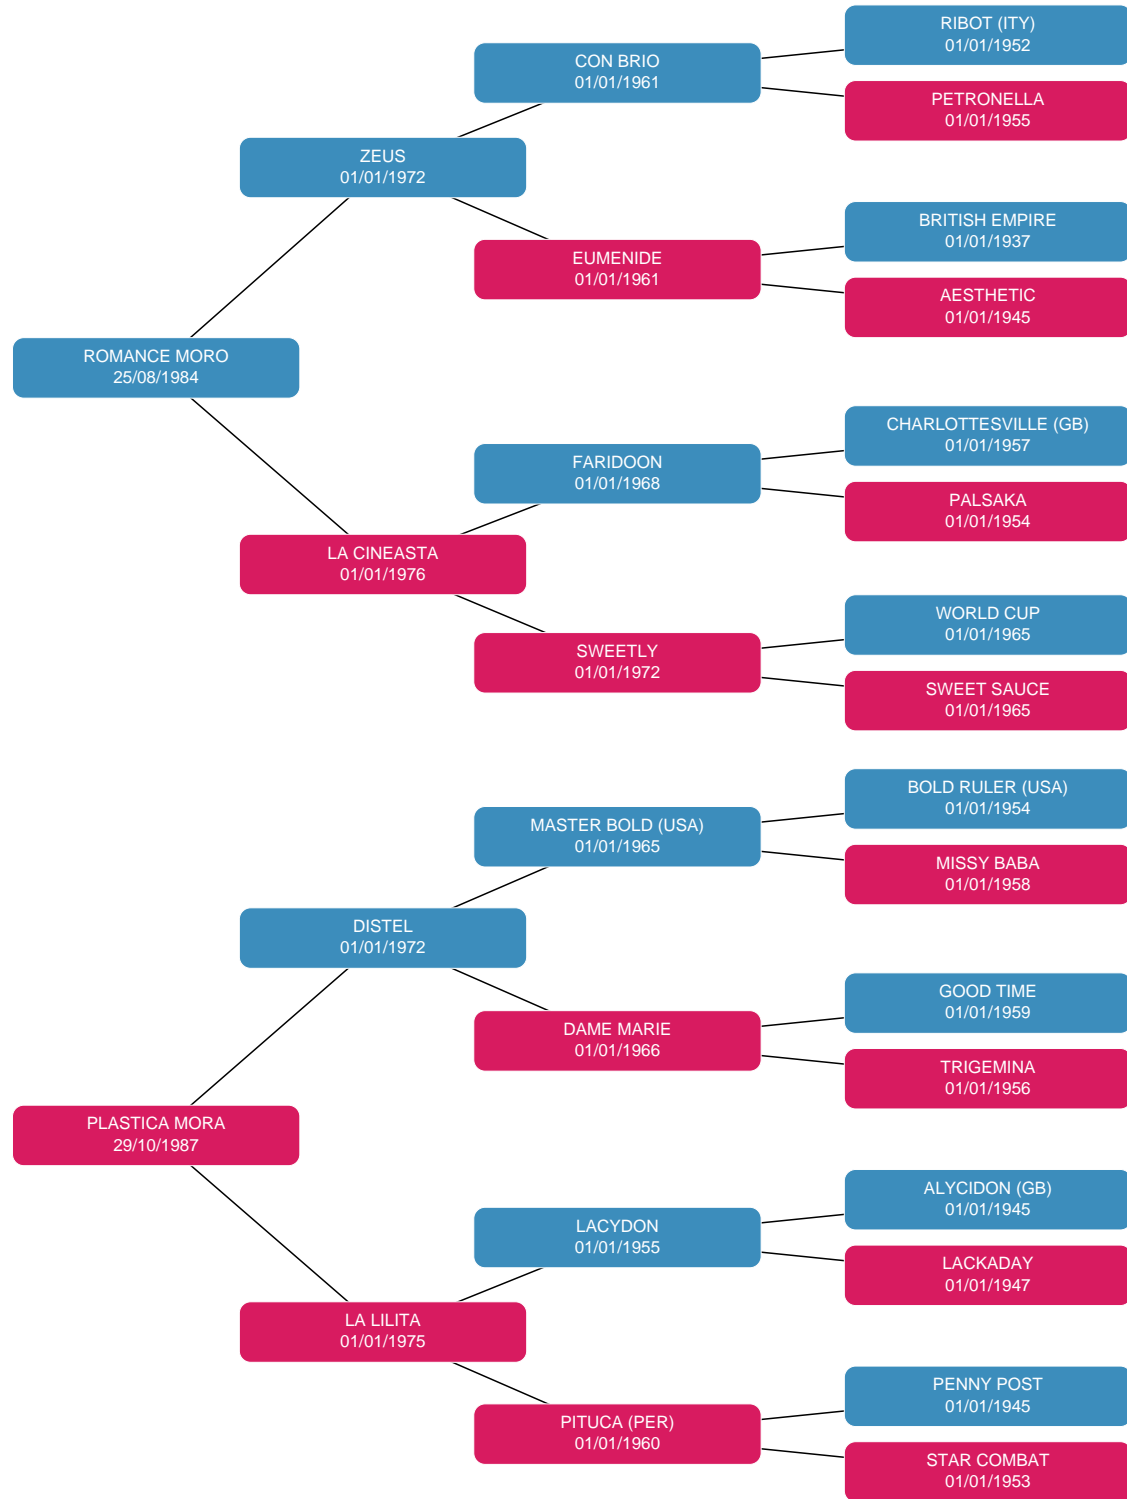 RIBOT (ITY)
01/01/1952
CON BRIO
01/01/1961
PETRONELLA
01/01/1955
ZEUS
01/01/1972
BRITISH EMPIRE
01/01/1937
EUMENIDE
01/01/1961
AESTHETIC
01/01/1945
ROMANCE MORO
25/08/1984
CHARLOTTESVILLE (GB)
01/01/1957
FARIDOON
01/01/1968
PALSAKA
01/01/1954
LA CINEASTA
01/01/1976
WORLD CUP
01/01/1965
SWEETLY
01/01/1972
SWEET SAUCE
01/01/1965
BOLD RULER (USA)
01/01/1954
MASTER BOLD (USA)
01/01/1965
MISSY BABA
01/01/1958
DISTEL
01/01/1972
GOOD TIME
01/01/1959
DAME MARIE
01/01/1966
TRIGEMINA
01/01/1956
PLASTICA MORA
29/10/1987
ALYCIDON (GB)
01/01/1945
LACYDON
01/01/1955
LACKADAY
01/01/1947
LA LILITA
01/01/1975
PENNY POST
01/01/1945
PITUCA (PER)
01/01/1960
STAR COMBAT
01/01/1953